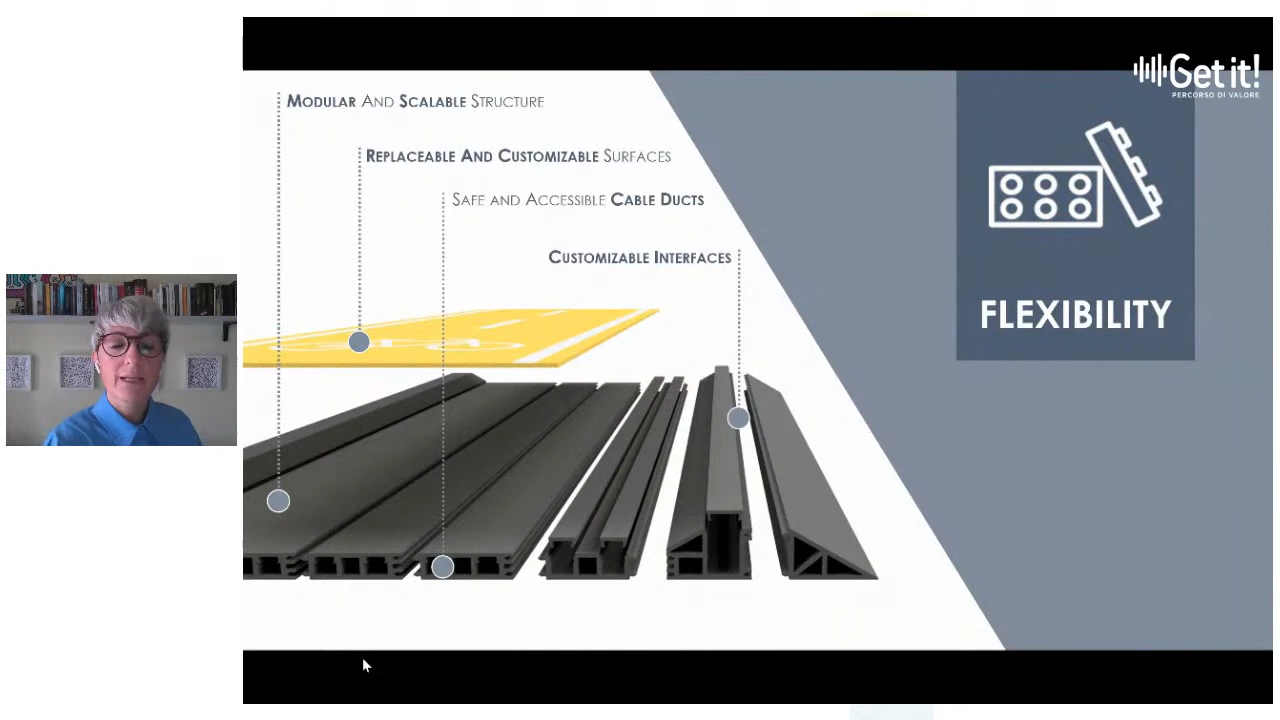 Get it!
PERCORSO DI VALORE
MODULAR AND SCALABLE STRUCTURE
REPLACEABLE AND CUSTOMIZABLE SURFACES
SAFE AND ACCESSIBLE CABLE DUCTS
CUSTOMIZABLE INTERFACES
FLEXIBILITY